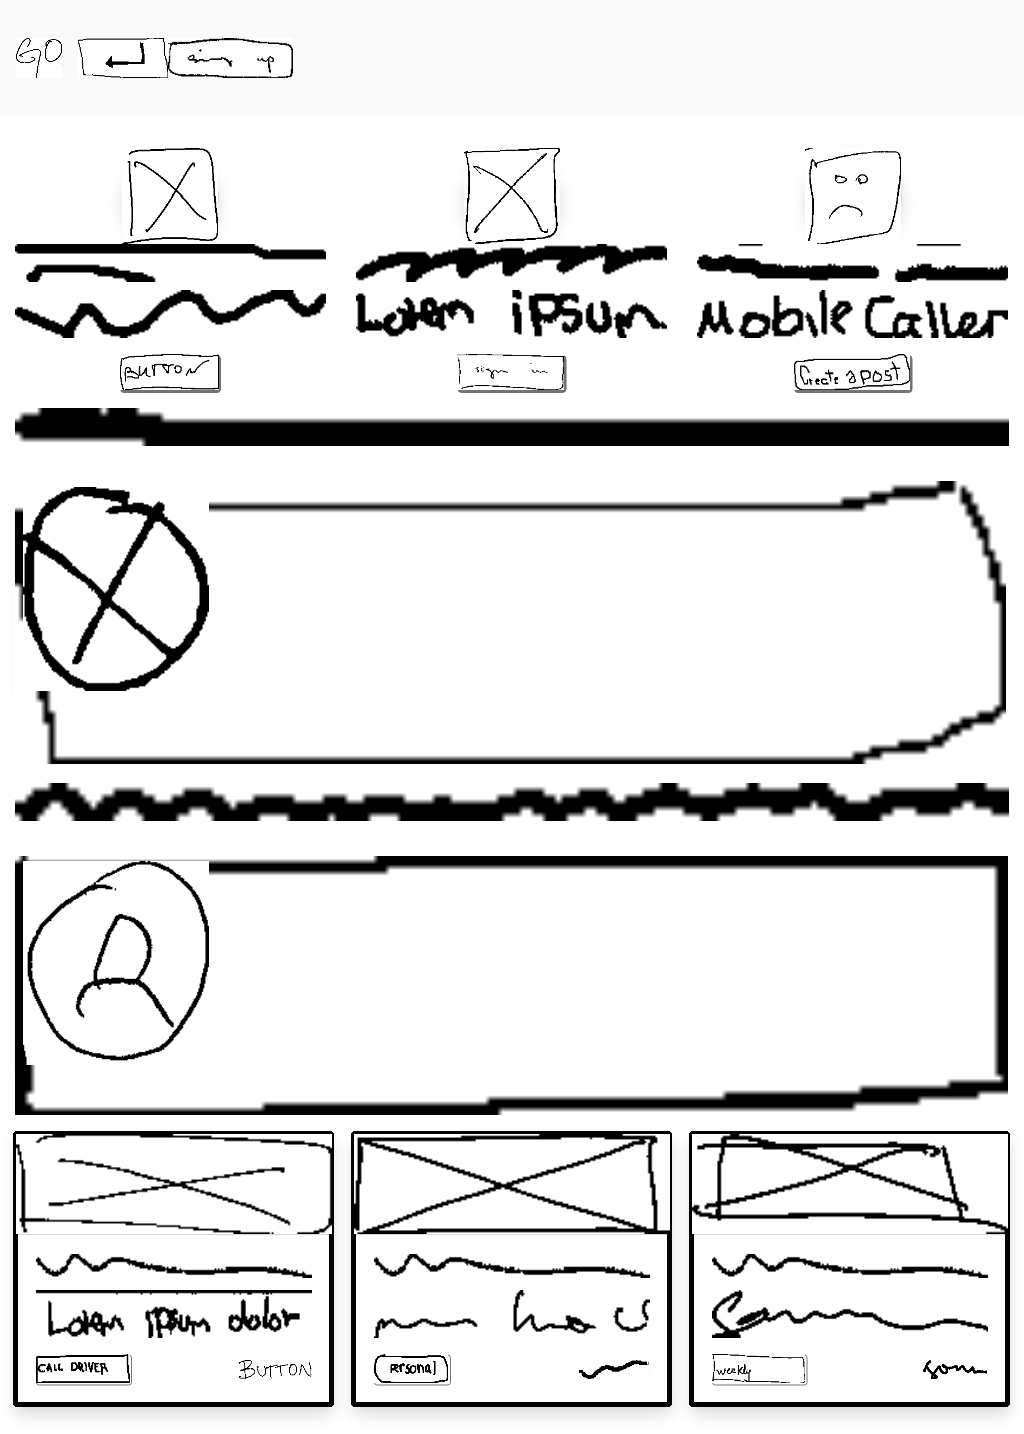 GO sing up
Lorem ipsum
Mobile Caller
BUTTON
sign in
Create a post
Lorem ipsum dolor
CALL DRIVER
BUTTON
Personal
weekly